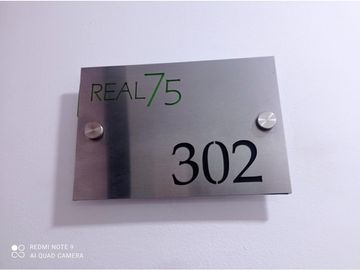 REAL75
302
REDMI NOTE 9
AI QUAD CAMERA